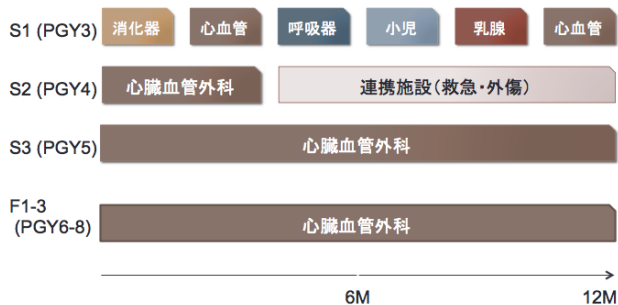 S1 (PGY3) 消化器 心血管 呼吸器 小児 乳腺 心血管
S2 (PGY4) 心臓血管外科 連携施設(救急・外傷)
S3 (PGY5) 心臓血管外科
F1-3
(PGY6-8) 心臓血管外科
6M 12M